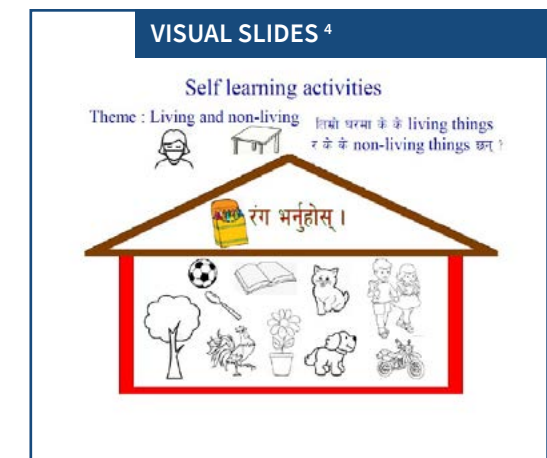 VISUAL SLIDES 4
Self learning activities
Theme : Living and non-living
तिम्रो घरमा के के living things
र के के non-living things छन् ?
रंग भर्नुहोस् ।